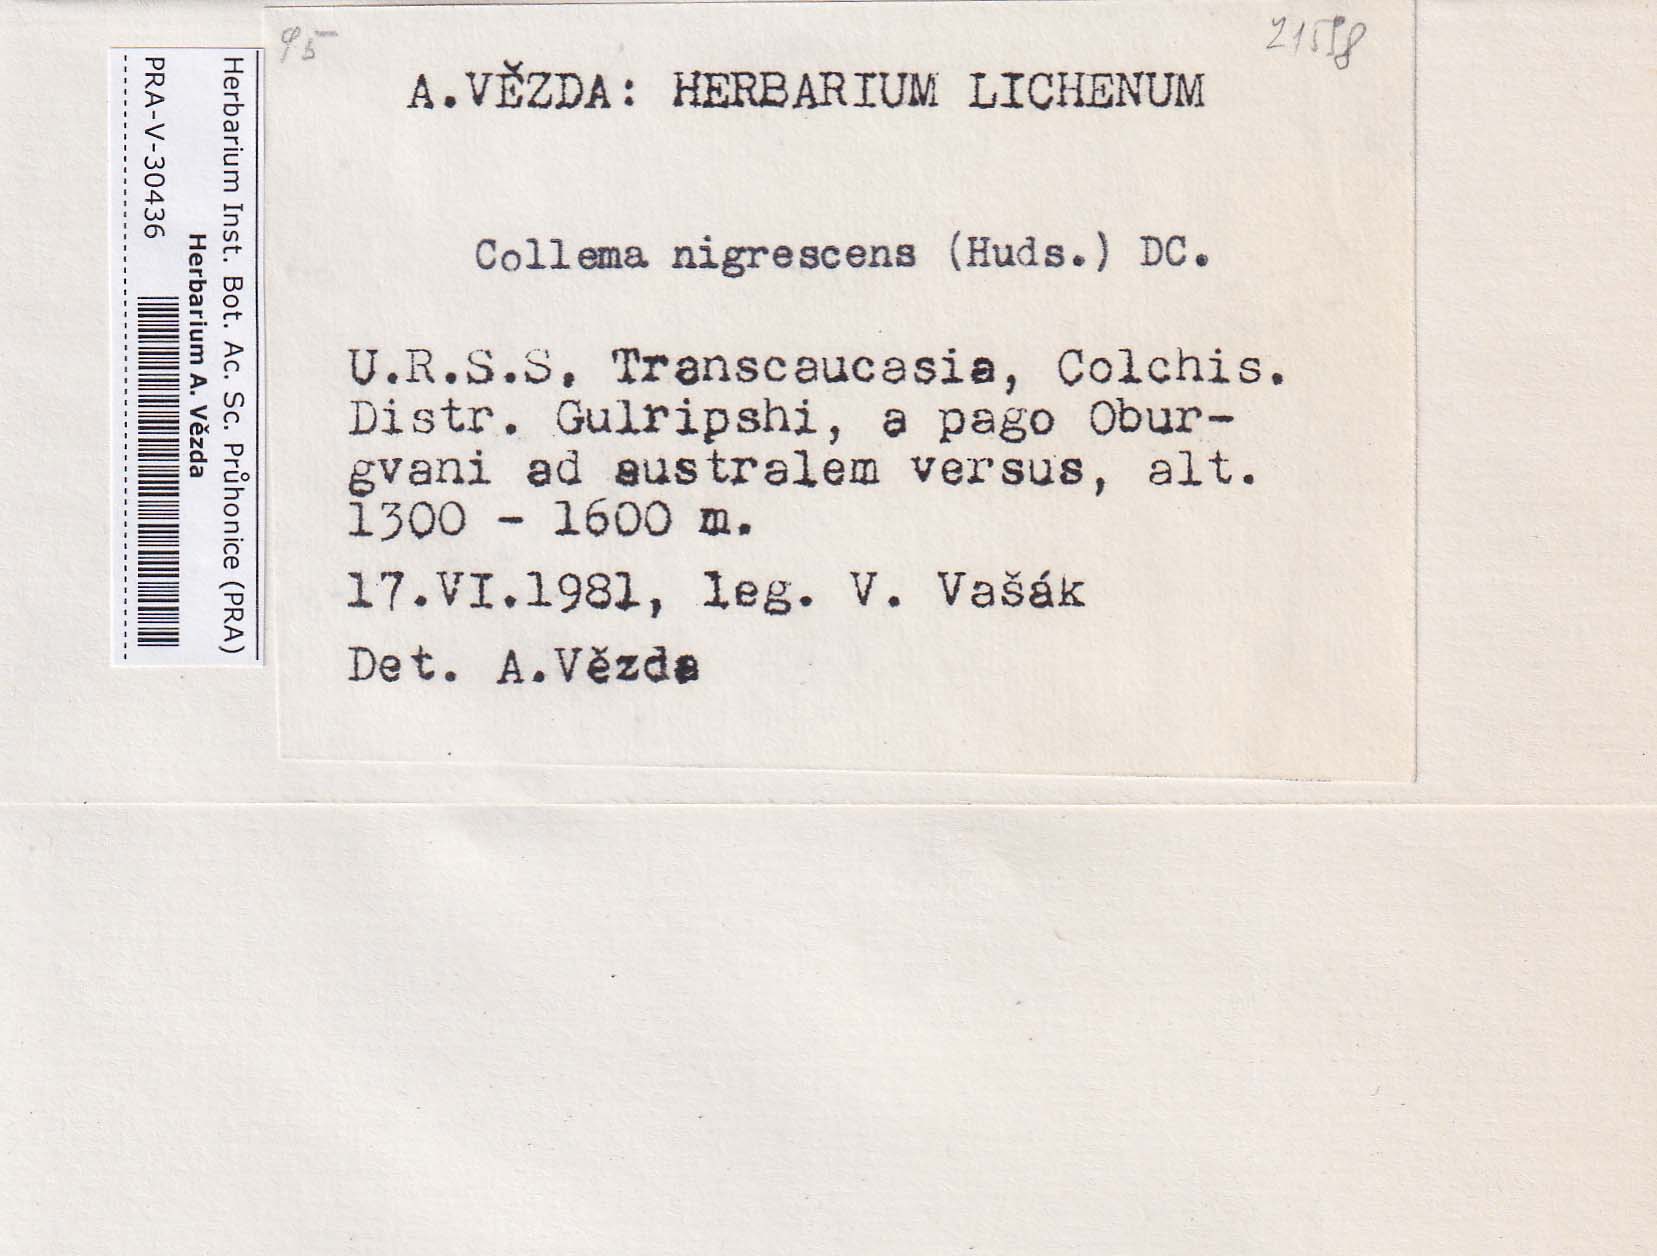 Herbarium Inst. Bot. Ac. Sc. Průhonice (PRA)
Herbarium A. Vězda
PRA-V-30436
95
A.VĚZDA: HERBARIUM LICHENUM
Collema nigrescens (Huds.) DC.
U.R.S.S. Transcaucasia, Colchis.
Distr. Gulripshi, a pago Obur-
gvani ad australem versus, alt.
1300 - 1600 m.
17.VI.1981, leg. V. Vašák
Det. A.Vězda